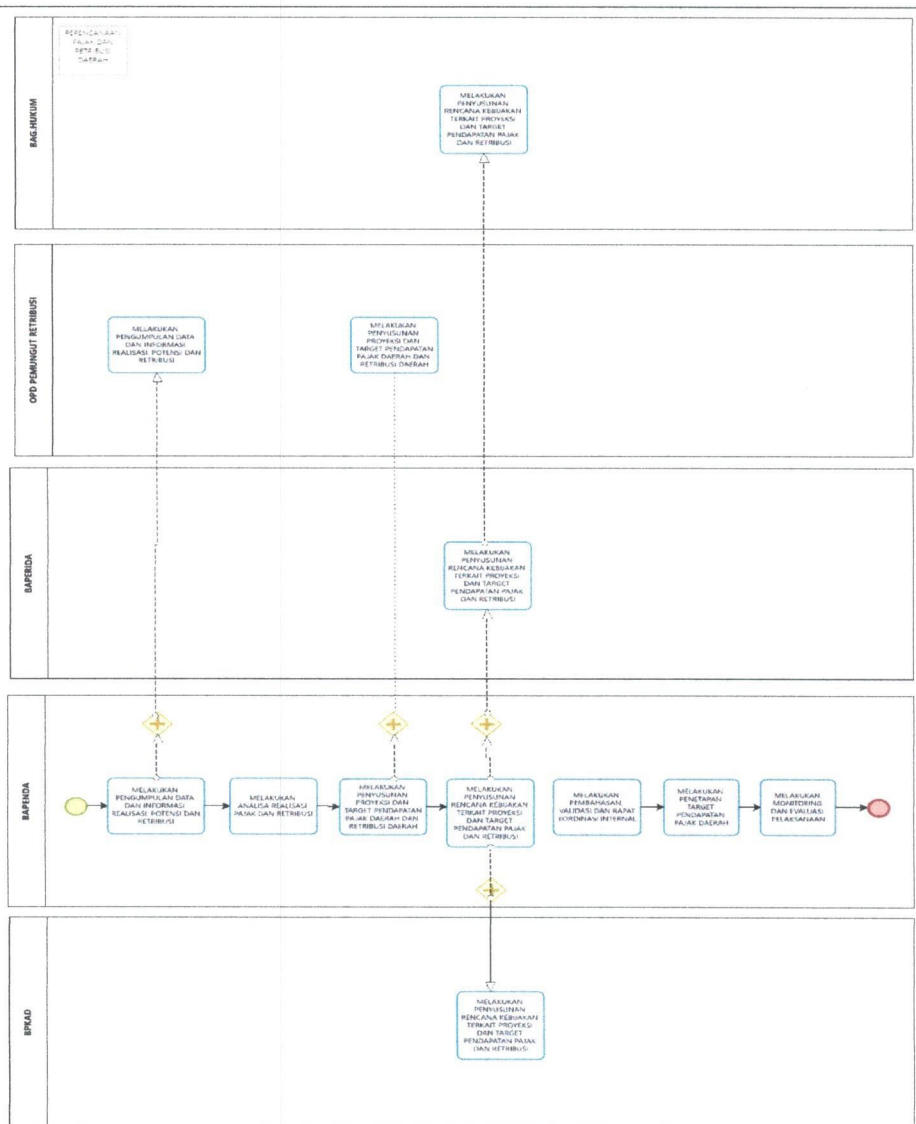 PERENCANAAN
PAJAK DAN
RETRIBUSI
DAERAH
BAG.HUKUM
MELAKUKAN
PENYUSUNAN
RENCANA KEBIJAKAN
TERKAIT PROYEKSI
DAN TARGET
PENDAPATAN PAJAK
DAN RETRIBUSI
OPD PEMUNGUT RETRIBUSI
MELAKUKAN
PENGUMPULAN DATA
DAN INFORMASI
REALISASI, POTENSI DAN
RETRIBUSI
MELAKUKAN
PENYUSUNAN
PROYEKSI DAN
TARGET PENDAPATAN
PAJAK DAERAH DAN
RETRIBUSI DAERAH
BAPERIDA
MELAKUKAN
PENYUSUNAN
RENCANA KEBIJAKAN
TERKAIT PROYEKSI
DAN TARGET
PENDAPATAN PAJAK
DAN RETRIBUSI
BAPENDA
MELAKUKAN
PENGUMPULAN DATA
DAN INFORMASI
REALISASI, POTENSI DAN
RETRIBUSI
MELAKUKAN
ANALISA REALISASI
PAJAK DAN RETRIBUSI
MELAKUKAN
PENYUSUNAN
PROYEKSI DAN
TARGET PENDAPATAN
PAJAK DAERAH DAN
RETRIBUSI DAERAH
MELAKUKAN
PENYUSUNAN
RENCANA KEBIJAKAN
TERKAIT PROYEKSI
DAN TARGET
PENDAPATAN PAJAK
DAN RETRIBUSI
MELAKUKAN
PEMBAHASAN,
VALIDASI DAN RAPAT
KORDINASI INTERNAL
MELAKUKAN
PENETAPAN
TARGET
PENDAPATAN
PAJAK DAERAH
MELAKUKAN
MONITORING
DAN EVALUASI
PELAKSANAAN
BPKAD
MELAKUKAN
PENYUSUNAN
RENCANA KEBIJAKAN
TERKAIT PROYEKSI
DAN TARGET
PENDAPATAN PAJAK
DAN RETRIBUSI